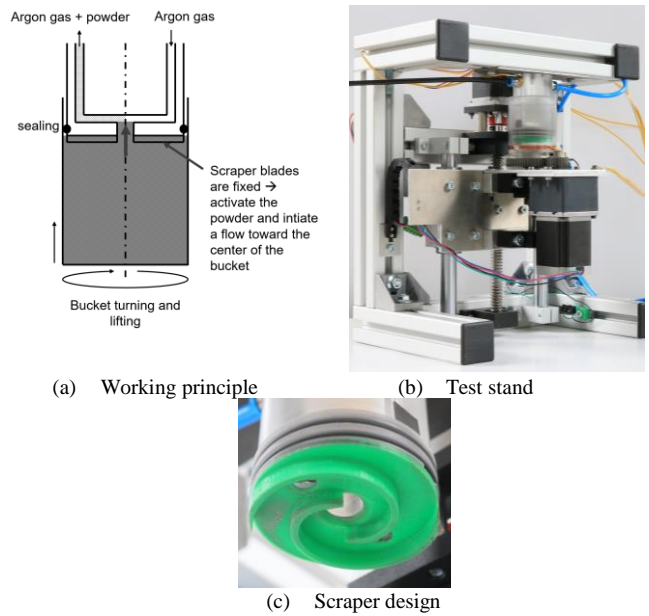 Argon gas + powder
Argon gas
sealing
Scraper blades
are fixed →
activate the
powder and intiate
a flow toward the
center of the
bucket
Bucket turning and
lifting
(a) Working principle
(b) Test stand
(c) Scraper design